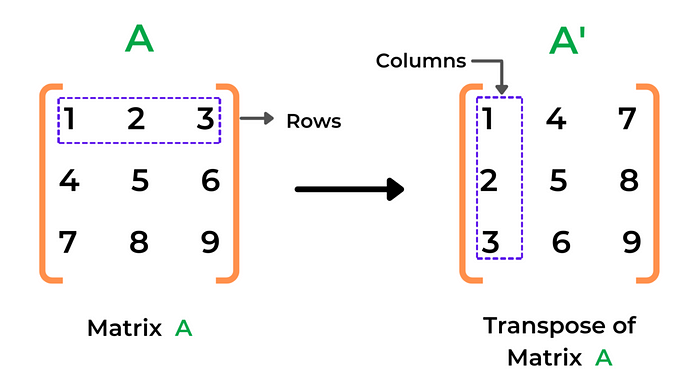 A
A'
Columns
1 2 3
Rows
4 5 6
7 8 9
1 4 7
2 5 8
3 6 9
Matrix A
Transpose of
Matrix A